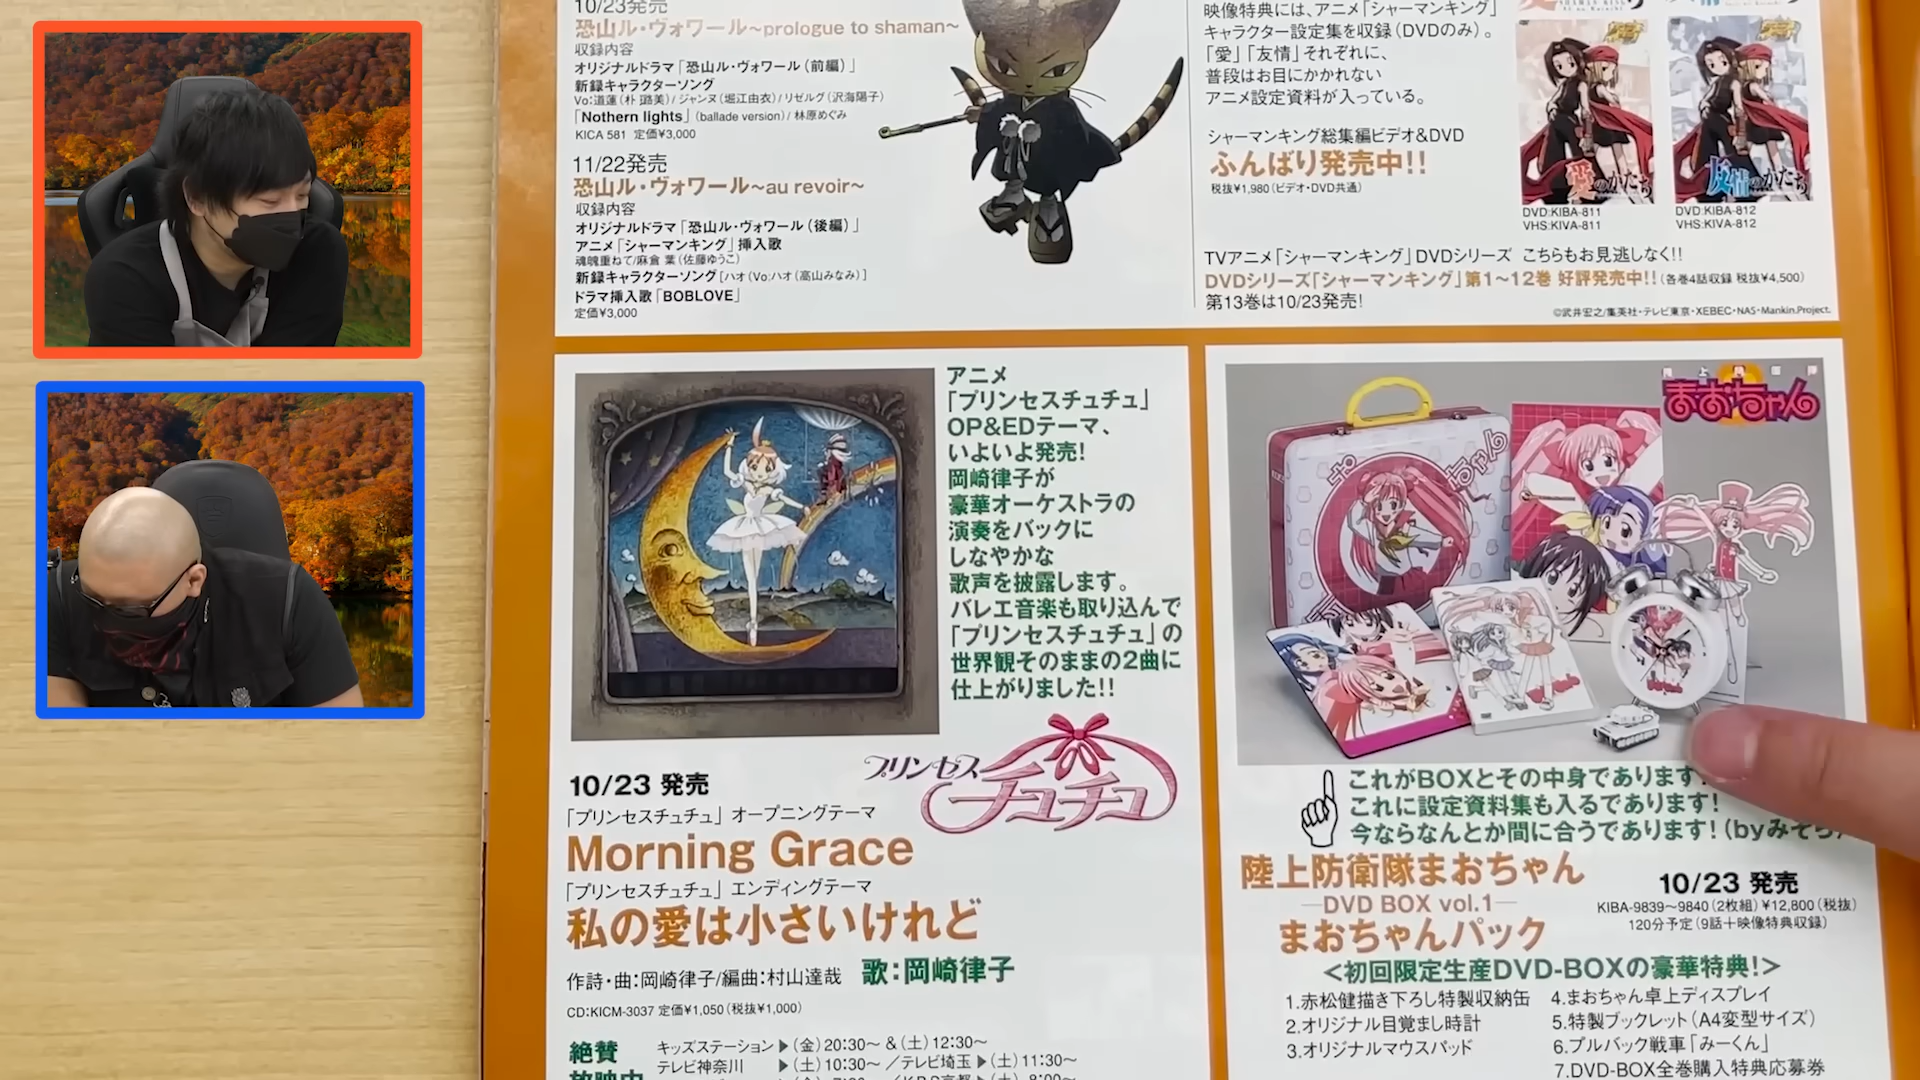 10/23発売
恐山ル・ヴォワール～prologue to shaman～
収録内容
オリジナルドラマ「恐山ル・ヴォワール（前編）」
新録キャラクターソング
Vo:道蓮（朴璐美）/ジャンヌ（堀江由衣）/リゼルグ（沢海陽子）
「Nothern lights」（ballade version）/林原めぐみ
KICA 581 定価¥3,000
11/22発売
恐山ル・ヴォワール～au revoir～
収録内容
オリジナルドラマ「恐山ル・ヴォワール（後編）」
アニメ「シャーマンキング」挿入歌
魂魄重ねて/麻倉 葉（佐藤ゆうこ）
新録キャラクターソング［ハオ（Vo:ハオ（高山みなみ）］
ドラマ挿入歌「BOBLOVE」
定価¥3,000
映像特典には、アニメ「シャーマンキング」
キャラクター設定集を収録（DVDのみ）。
「愛」「友情」それぞれに、
普段はお目にかかれない
アニメ設定資料が入っている。
シャーマンキング総集編ビデオ&DVD
ふんばり発売中!!
税抜¥1,980（ビデオ・DVD共通）
愛のかたち
友情のかたち
DVD:KIBA-811
VHS:KIVA-811
DVD:KIBA-812
VHS:KIVA-812
TVアニメ「シャーマンキング」DVDシリーズ こちらもお見逃しなく!!
DVDシリーズ「シャーマンキング」第1～12巻 好評発売中!!（各巻4話収録 税抜¥4,500）
第13巻は10/23発売!
©武井宏之/集英社・テレビ東京・XEBEC・NAS・Mankin.Project.
アニメ
「プリンセスチュチュ」
OP&EDテーマ、
いよいよ発売!
岡崎律子が
豪華オーケストラの
演奏をバックに
しなやかな
歌声を披露します。
バレエ音楽も取り込んで
「プリンセスチュチュ」の
世界観そのままの2曲に
仕上がりました!!
プリンセス
チュチュ
10/23 発売
「プリンセスチュチュ」オープニングテーマ
Morning Grace
「プリンセスチュチュ」エンディングテーマ
私の愛は小さいけれど
作詩・曲：岡崎律子/編曲：村山達哉 歌：岡崎律子
CD:KICM-3037 定価¥1,050（税抜¥1,000）
絶賛
放映中
キッズステーション▶（金）20:30～ &（土）12:30～
テレビ神奈川 ▶（土）10:30～ /テレビ埼玉▶（土）11:30～
まおちゃん
これがBOXとその中身であります!
これに設定資料集も入るであります!
今ならなんとか間に合うであります!（byみそら）
陸上防衛隊まおちゃん
―DVD BOX vol.1―
まおちゃんパック
10/23 発売
KIBA-9839～9840（2枚組）¥12,800（税抜）
120分予定（9話＋映像特典収録）
＜初回限定生産DVD-BOXの豪華特典!＞
1.赤松健描き下ろし特製収納缶
2.オリジナル目覚まし時計
3.オリジナルマウスパッド
4.まおちゃん卓上ディスプレイ
5.特製ブックレット（A4変型サイズ）
6.プルバック戦車「みーくん」
7.DVD-BOX全巻購入特典応募券